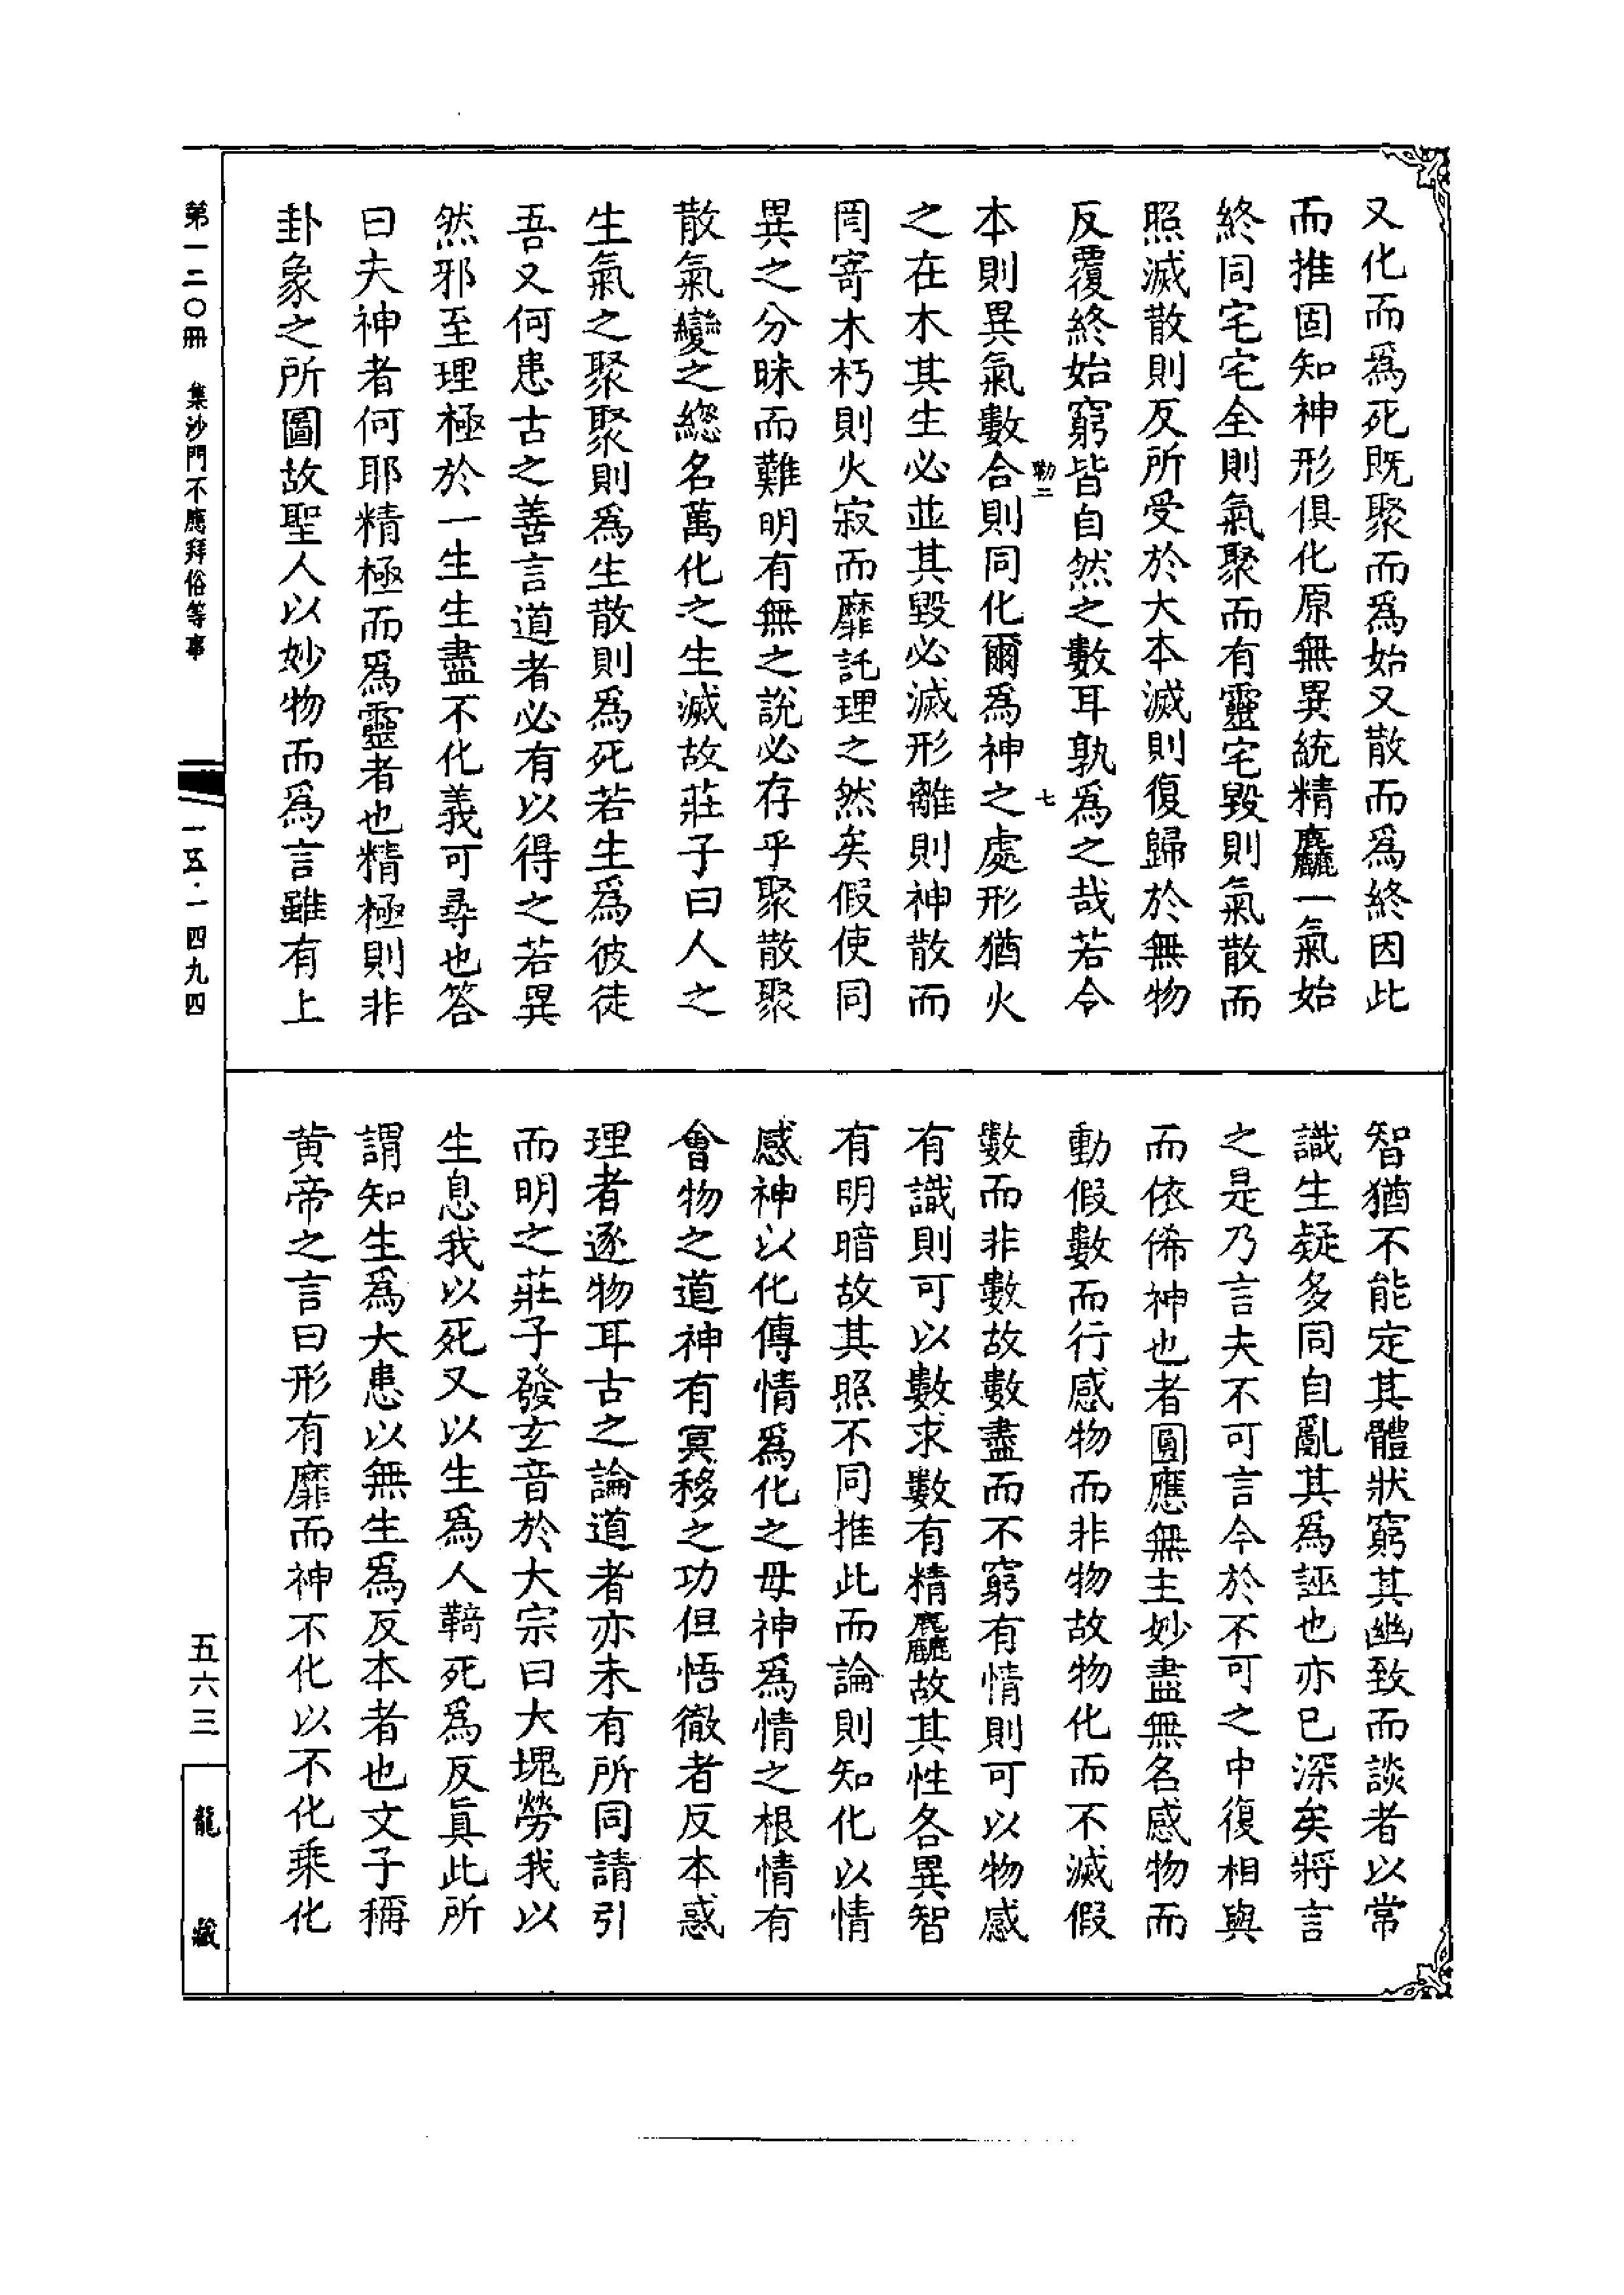 又化而爲死既聚而爲始又散而爲終因此
而推固知神形俱化原無異統精麤一氣始
終同宅宅全則氣聚而有靈宅毀則氣散而
照滅散則反所受於大本滅則復歸於無物
反覆終始窮皆自然之數耳孰爲之哉若令
勒二
七
本則異氣數合則同化爾爲神之處形猶火
之在木其生必並其毀必滅形離則神散而
罔寄木朽則火寂而靡託理之然矣假使同
異之分昧而難明有無之說必存乎聚散聚
散氣變之總名萬化之生滅故莊子曰人之
生氣之聚聚則爲生散則爲死若生爲彼徒
吾又何患古之善言道者必有以得之若異
然邪至理極於一生生盡不化義可尋也答
曰夫神者何耶精極而爲靈者也精極則非
卦象之所圖故聖人以妙物而爲言雖有上
智猶不能定其體狀窮其幽致而談者以常
識生疑多同自亂其爲誣也亦已深矣將言
之是乃言夫不可言今於不可之中復相與
而依俙神也者圓應無主妙盡無名感物而
動假數而行感物而非物故物化而不滅假
數而非數故數盡而不窮有情則可以物感
有識則可以數求數有精麤故其性各異智
有明暗故其照不同推此而論則知化以情
感神以化傳情爲化之母神爲情之根情有
會物之道神有冥移之功但悟徹者反本惑
理者逐物耳古之論道者亦未有所同請引
而明之莊子發玄音於大宗曰大塊勞我以
生息我以死又以生爲人羇死爲反眞此所
謂知生爲大患以無生爲反本者也文子稱
黄帝之言曰形有靡而神不化以不化乘化
第一二〇冊 集沙門不應拜俗等事
一五·一四九四
五六三
龍藏